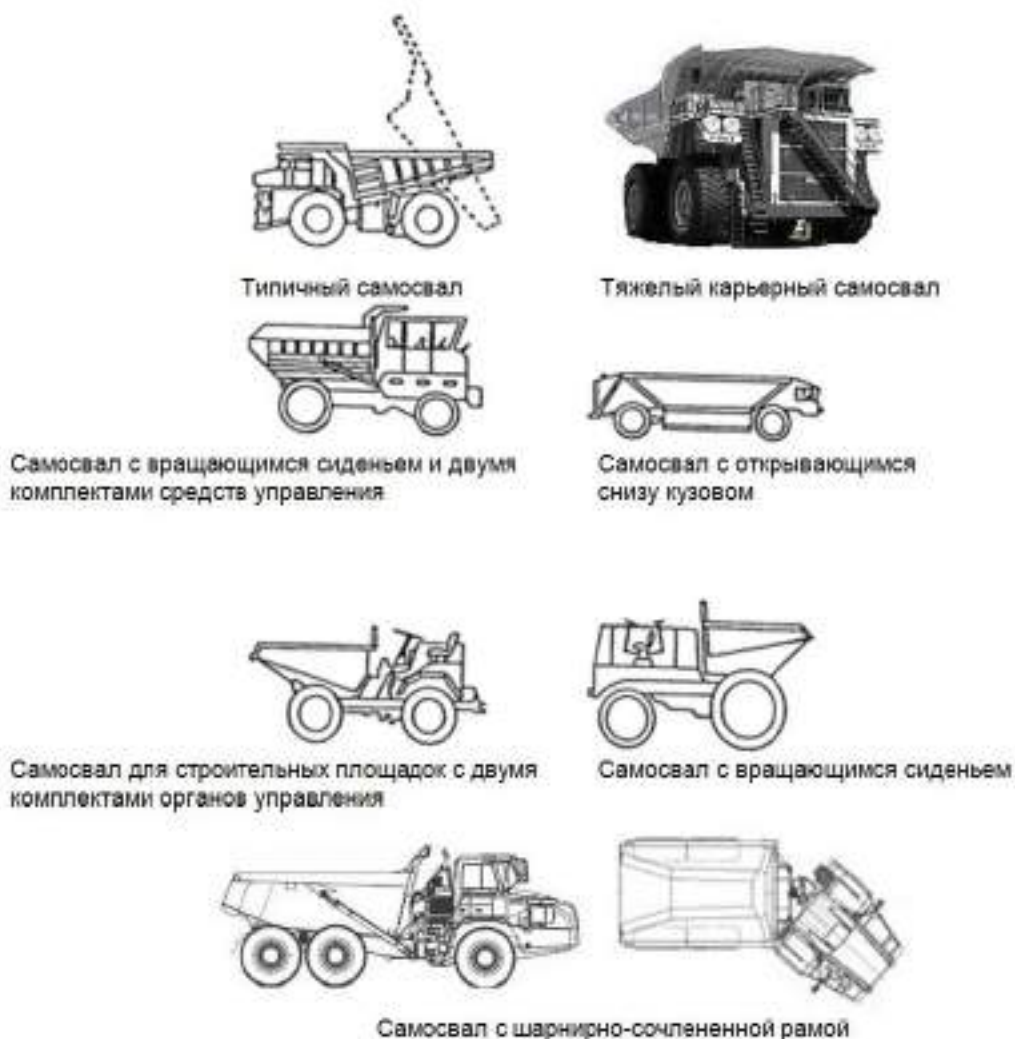 Типичный самосвал
Тяжелый карьерный самосвал
Самосвал с вращающимся сиденьем и двумя
комплектами средств управления
Самосвал с открывающимся
снизу кузовом
Самосвал для строительных площадок с двумя
комплектами органов управления
Самосвал с вращающимся сиденьем
Самосвал с шарнирно-сочлененной рамой